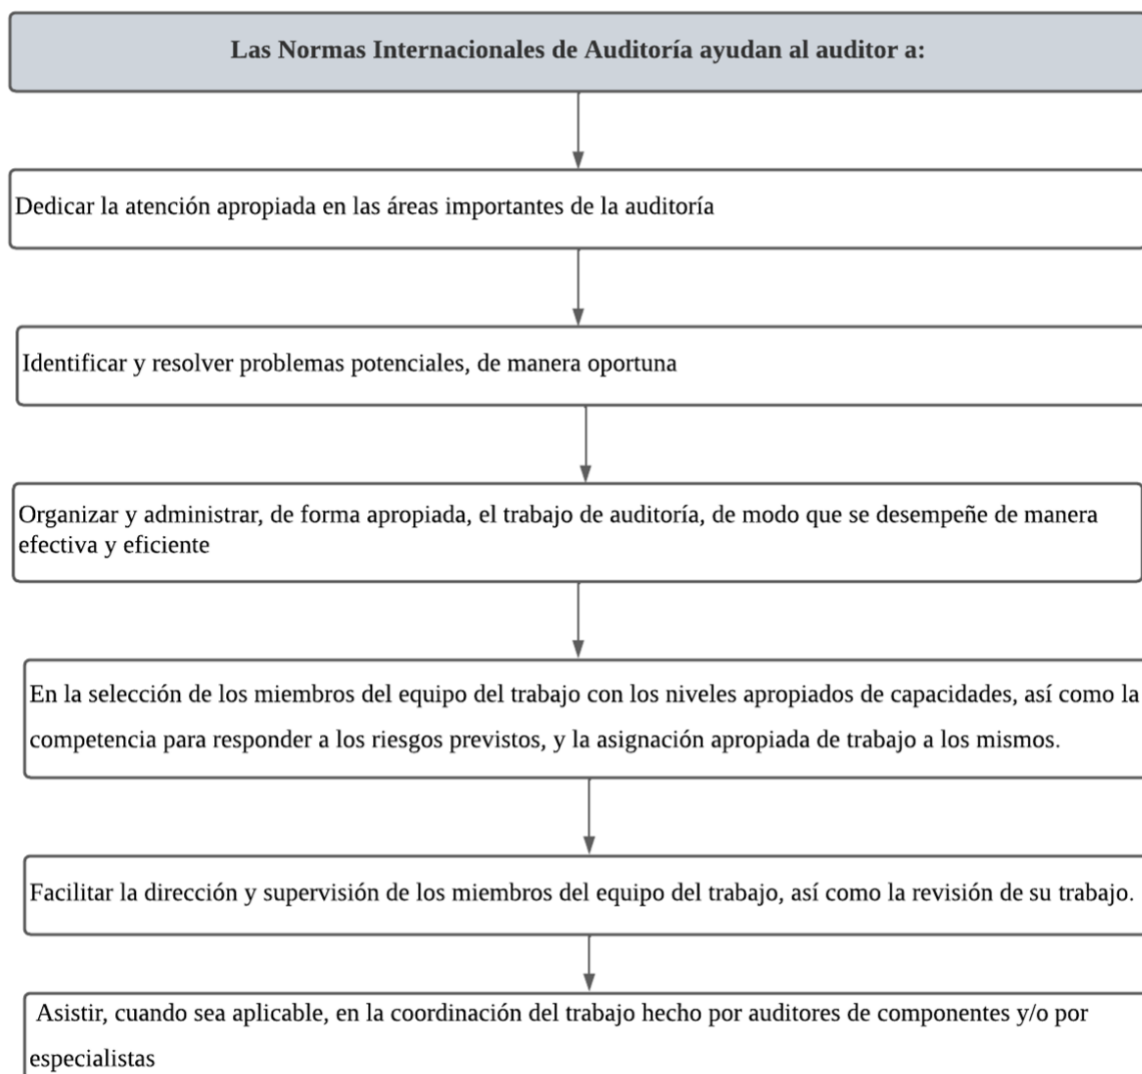 Las Normas Internacionales de Auditoría ayudan al auditor a:
Dedicar la atención apropiada en las áreas importantes de la auditoría
Identificar y resolver problemas potenciales, de manera oportuna
Organizar y administrar, de forma apropiada, el trabajo de auditoría, de modo que se desempeñe de manera
efectiva y eficiente
En la selección de los miembros del equipo del trabajo con los niveles apropiados de capacidades, así como la
competencia para responder a los riesgos previstos, y la asignación apropiada de trabajo a los mismos.
Facilitar la dirección y supervisión de los miembros del equipo del trabajo, así como la revisión de su trabajo.
Asistir, cuando sea aplicable, en la coordinación del trabajo hecho por auditores de componentes y/o por
especialistas